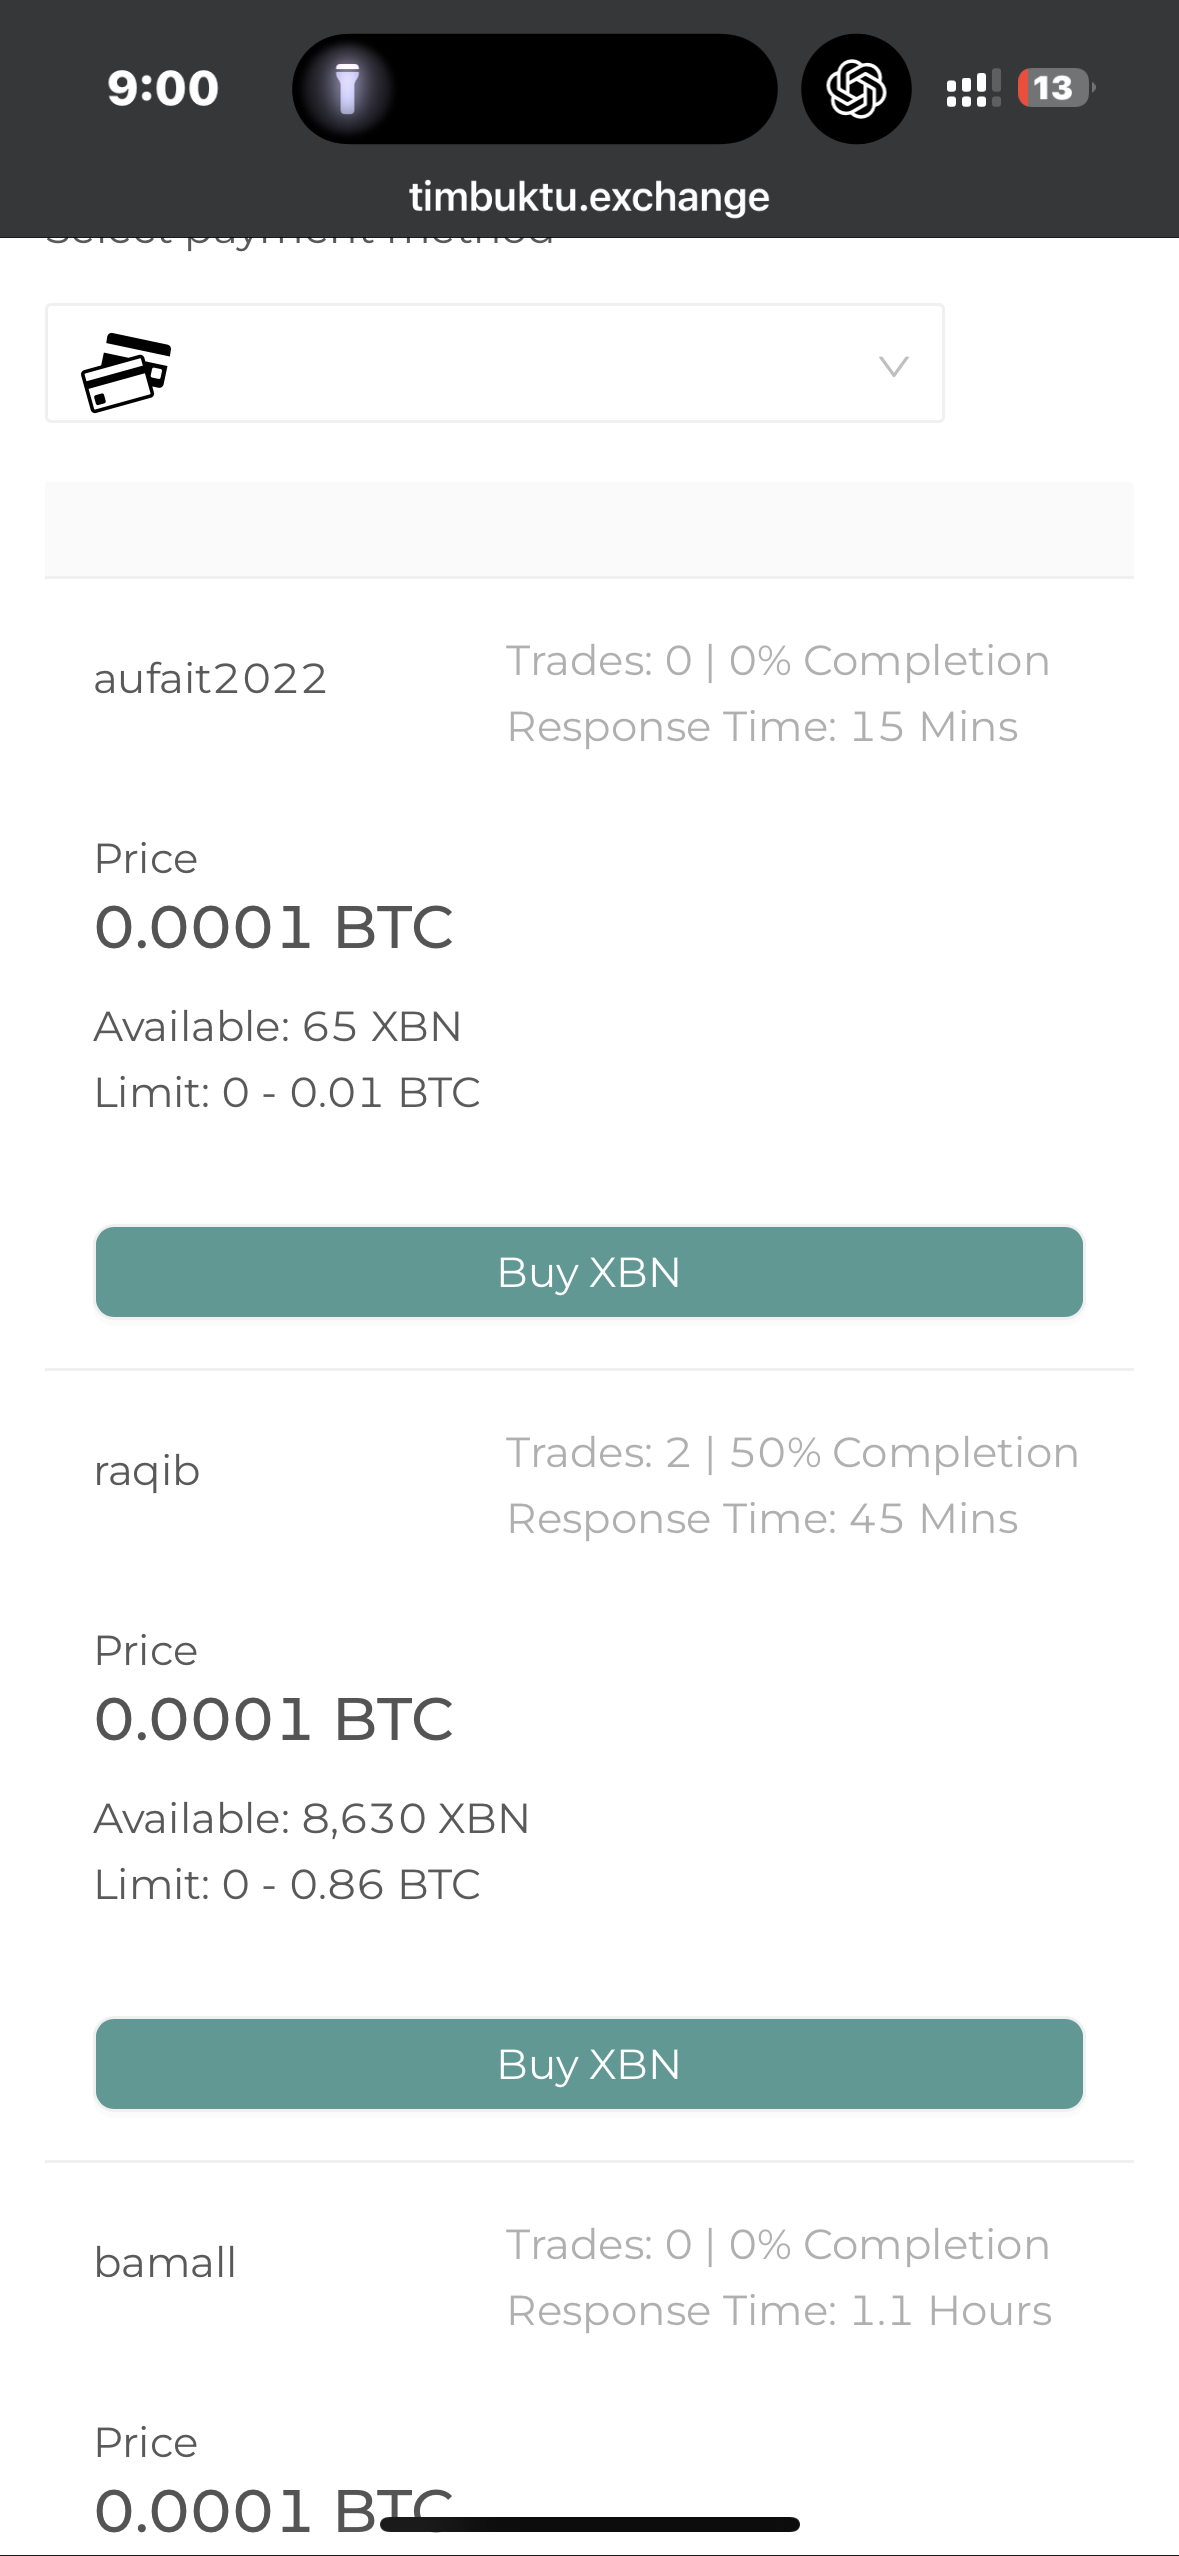 9:00
13
timbuktu.exchange
Select payment method
aufait2022
Trades: 0 | 0% Completion
Response Time: 15 Mins
Price
0.0001 BTC
Available: 65 XBN
Limit: 0 - 0.01 BTC
Buy XBN
raqib
Trades: 2 | 50% Completion
Response Time: 45 Mins
Price
0.0001 BTC
Available: 8,630 XBN
Limit: 0 - 0.86 BTC
Buy XBN
bamall
Trades: 0 | 0% Completion
Response Time: 1.1 Hours
Price
0.0001 BTC